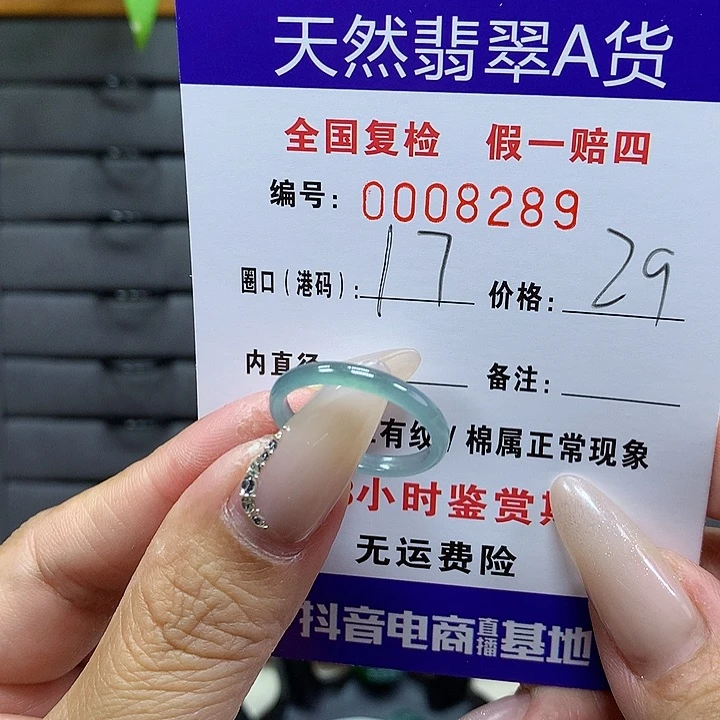 天然翡翠A货
全国复检 假一赔四
编号: 0008289
圈口(港码): 17 价格: 29
内直径 备注:
有纹/棉属正常现象
小时鉴赏期
无运费险
抖音电商直播基地